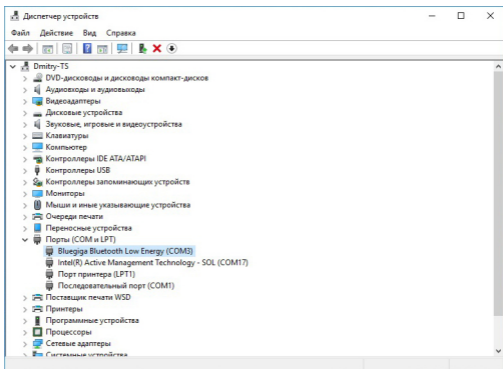 Диспетчер устройств
Файл Действие Вид Справка
Dmitry-TS
DVD-дисководы и дисководы компакт-дисков
Аудиовходы и аудиовыходы
Видеоадаптеры
Дисковые устройства
Звуковые, игровые и видеоустройства
Клавиатуры
Компьютер
Контроллеры IDE ATA/ATAPI
Контроллеры USB
Контроллеры запоминающих устройств
Мониторы
Мыши и иные указывающие устройства
Очереди печати
Переносные устройства
Порты (COM и LPT)
Bluegiga Bluetooth Low Energy (COM3)
Intel(R) Active Management Technology - SOL (COM17)
Порт принтера (LPT1)
Последовательный порт (COM1)
Поставщик печати WSD
Принтеры
Программные устройства
Процессоры
Сетевые адаптеры
Системные устройства